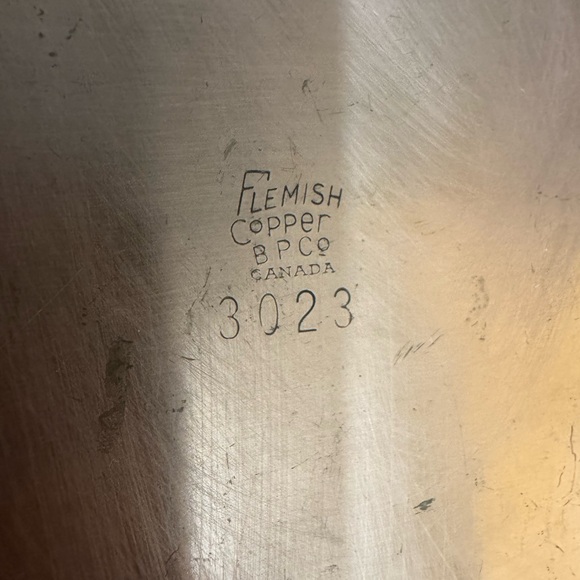 FLEMISH
Copper
B P Co
CANADA
3023